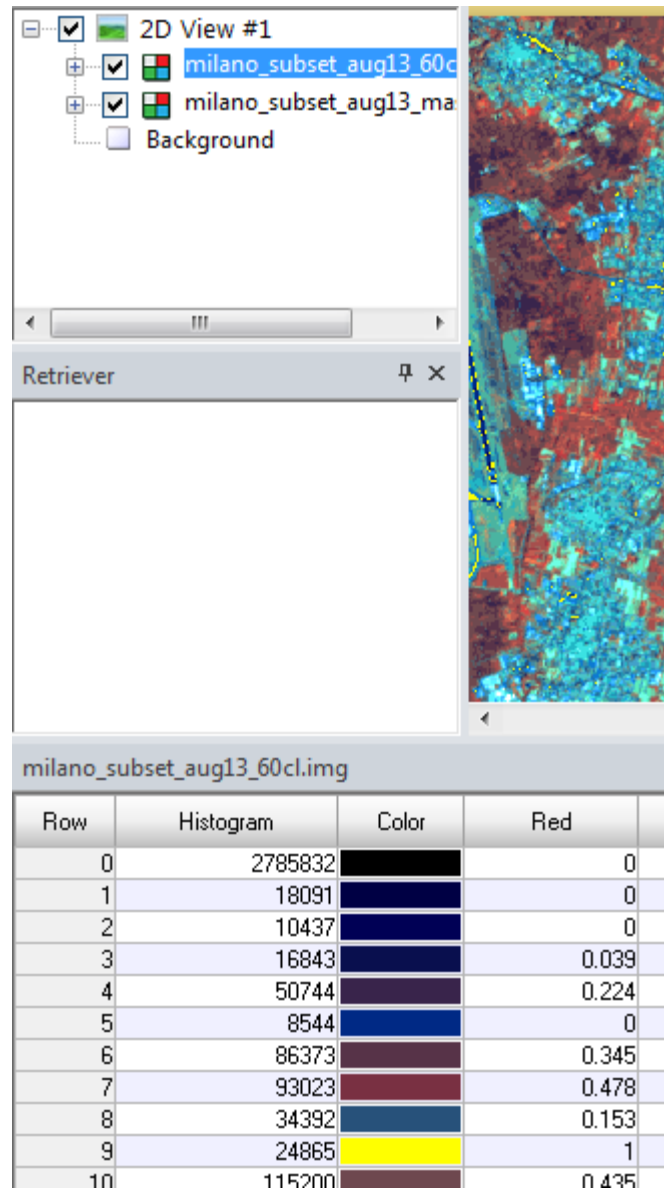 2D View #1
milano_subset_aug13_60c
milano_subset_aug13_ma
Background
Retriever
milano_subset_aug13_60cl.img
Row Histogram Color Red
0 2785832 0
1 18091 0
2 10437 0
3 16843 0.039
4 50744 0.224
5 8544 0
6 86373 0.345
7 93023 0.478
8 34392 0.153
9 24865 1
10 115200 0.435